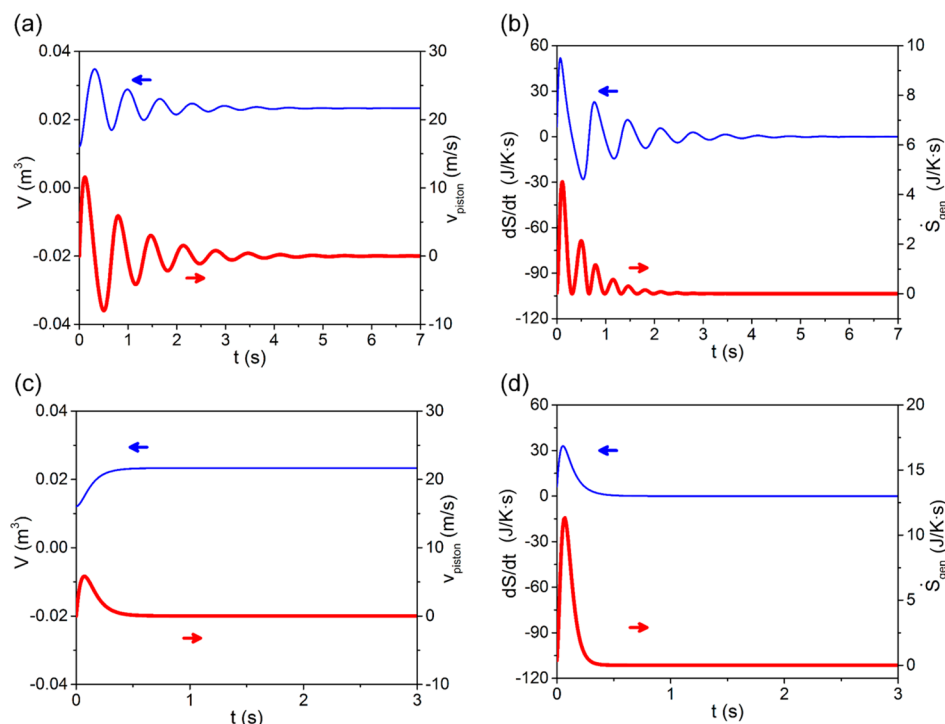 (a)
0.04
0.02
0.00
-0.02
-0.04
V (m³)
30
20
10
0
-10
v_piston (m/s)
0 1 2 3 4 5 6 7
t (s)
(b)
60
30
0
-30
-60
-90
-120
dS/dt (J/K·s)
10
8
6
4
2
0
Ṡ_gen (J/K·s)
0 1 2 3 4 5 6 7
t (s)
(c)
0.04
0.02
0.00
-0.02
-0.04
V (m³)
30
20
10
0
-10
v_piston (m/s)
0 1 2 3
t (s)
(d)
60
30
0
-30
-60
-90
-120
dS/dt (J/K·s)
20
15
10
5
0
Ṡ_gen (J/K·s)
0 1 2 3
t (s)